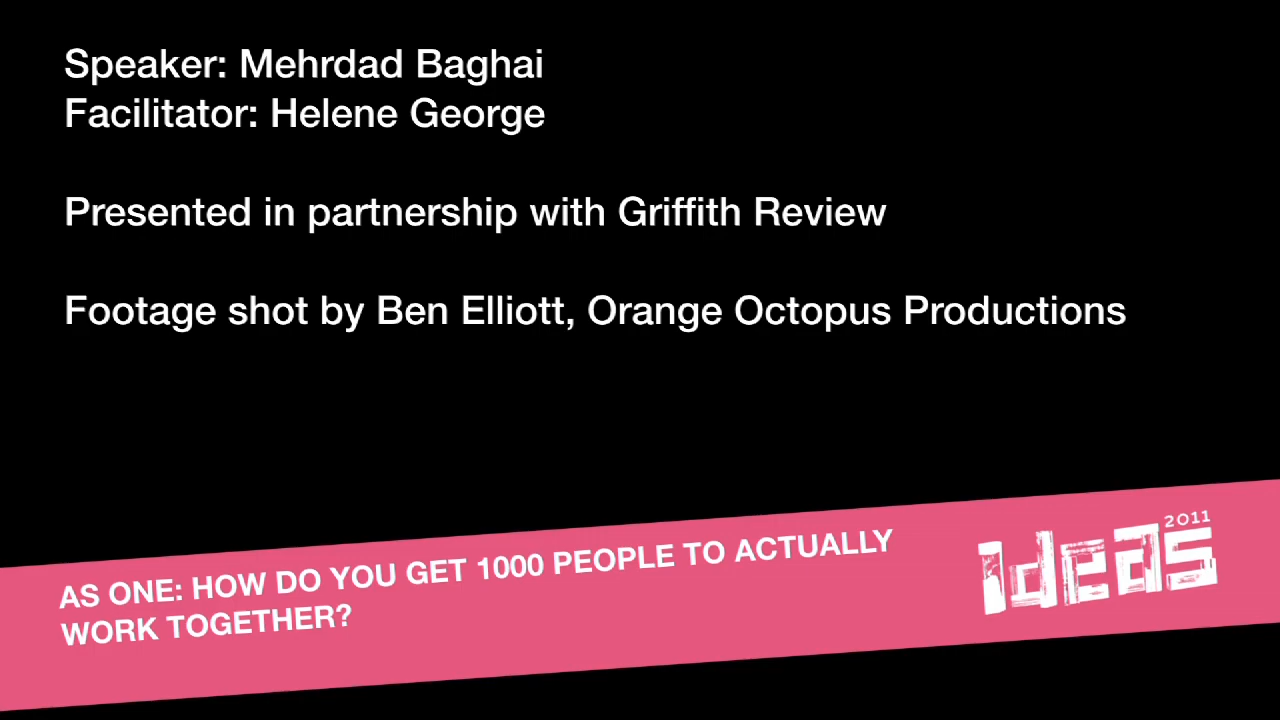 Speaker: Mehrdad Baghai
Facilitator: Helene George
Presented in partnership with Griffith Review
Footage shot by Ben Elliott, Orange Octopus Productions
AS ONE: HOW DO YOU GET 1000 PEOPLE TO ACTUALLY
WORK TOGETHER?
2011
Ideas